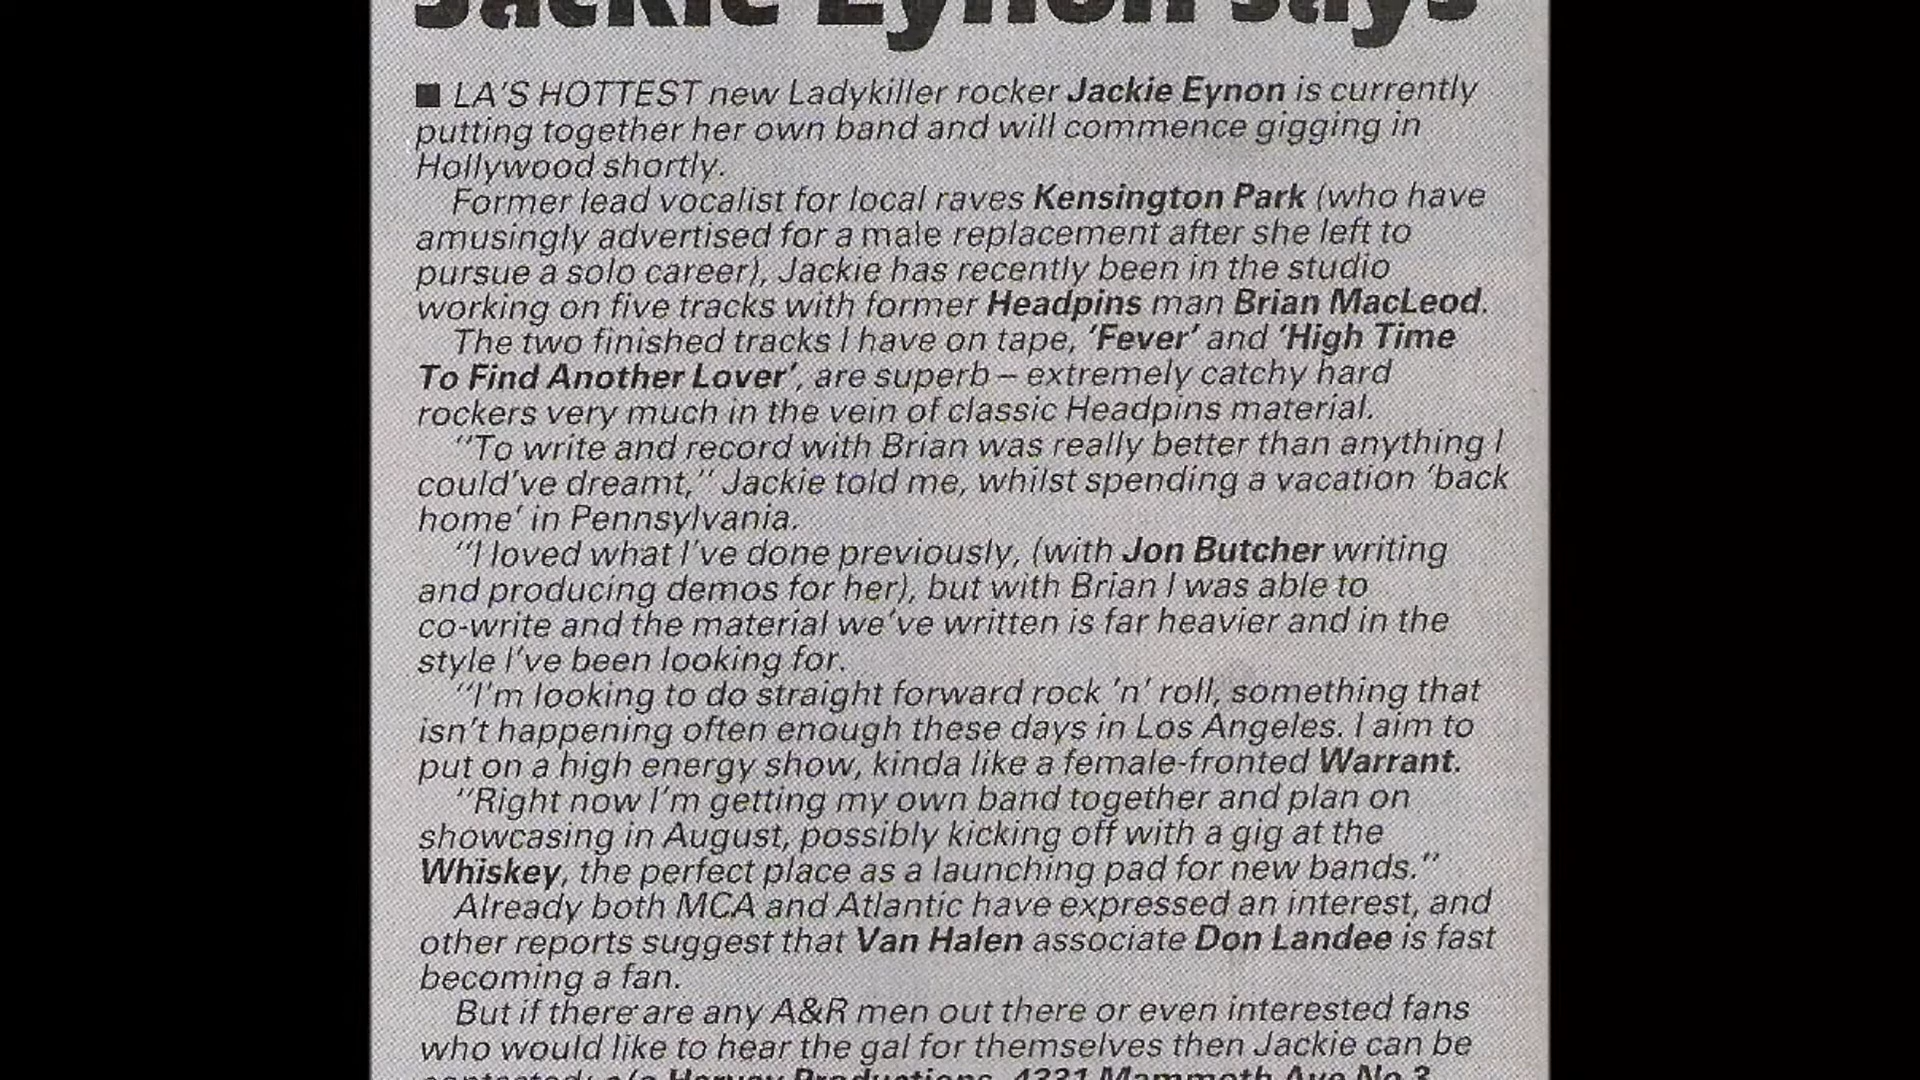 Jackie Eynon says
■ LA'S HOTTEST new Ladykiller rocker Jackie Eynon is currently
putting together her own band and will commence gigging in
Hollywood shortly.
Former lead vocalist for local raves Kensington Park (who have
amusingly advertised for a male replacement after she left to
pursue a solo career), Jackie has recently been in the studio
working on five tracks with former Headpins man Brian MacLeod.
The two finished tracks I have on tape, 'Fever' and 'High Time
To Find Another Lover', are superb – extremely catchy hard
rockers very much in the vein of classic Headpins material.
"To write and record with Brian was really better than anything I
could've dreamt," Jackie told me, whilst spending a vacation 'back
home' in Pennsylvania.
"I loved what I've done previously, (with Jon Butcher writing
and producing demos for her), but with Brian I was able to
co-write and the material we've written is far heavier and in the
style I've been looking for.
"I'm looking to do straight forward rock 'n' roll, something that
isn't happening often enough these days in Los Angeles. I aim to
put on a high energy show, kinda like a female-fronted Warrant.
"Right now I'm getting my own band together and plan on
showcasing in August, possibly kicking off with a gig at the
Whiskey, the perfect place as a launching pad for new bands."
Already both MCA and Atlantic have expressed an interest, and
other reports suggest that Van Halen associate Don Landee is fast
becoming a fan.
But if there are any A&R men out there or even interested fans
who would like to hear the gal for themselves then Jackie can be
contacted: c/o Harvey Productions, 4331 Mammoth Ave No 3